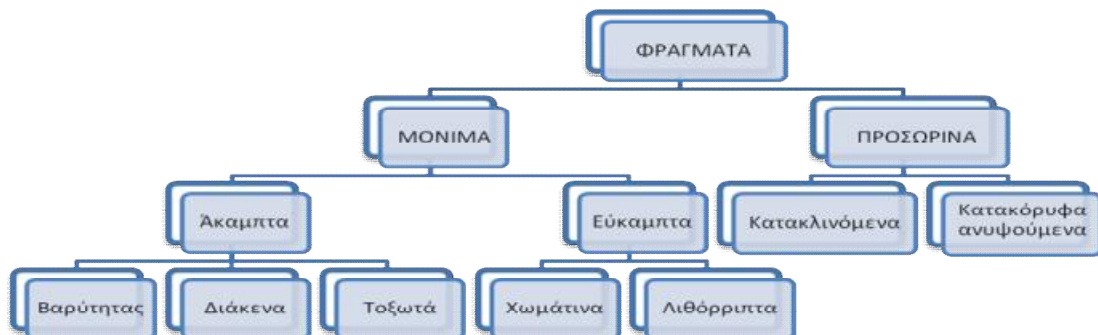 ΦΡΑΓΜΑΤΑ
ΜΟΝΙΜΑ
ΠΡΟΣΩΡΙΝΑ
Άκαμπτα
Εύκαμπτα
Κατακλινόμενα
Κατακόρυφα
ανυψούμενα
Βαρύτητας
Διάκενα
Τοξωτά
Χωμάτινα
Λιθόρριπτα